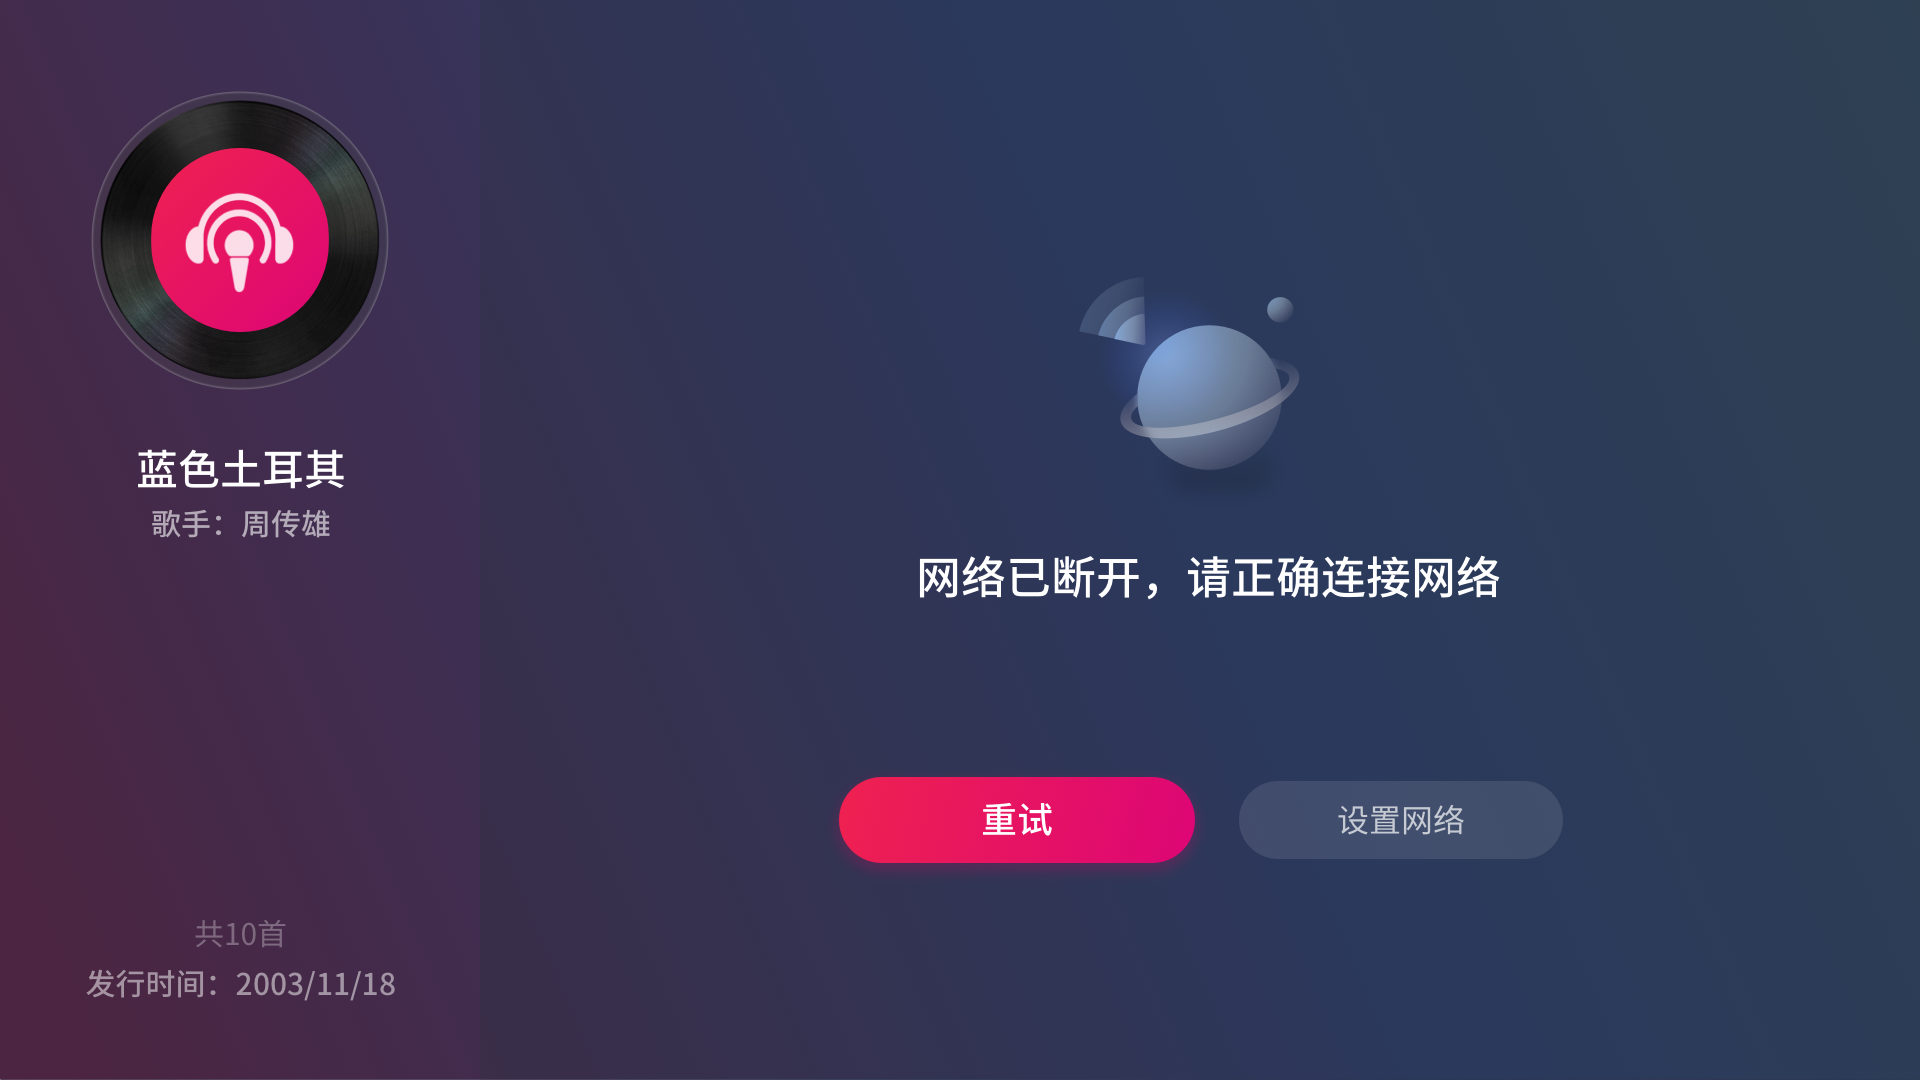 蓝色土耳其
歌手：周传雄
共10首
发行时间：2003/11/18
网络已断开，请正确连接网络
重试
设置网络